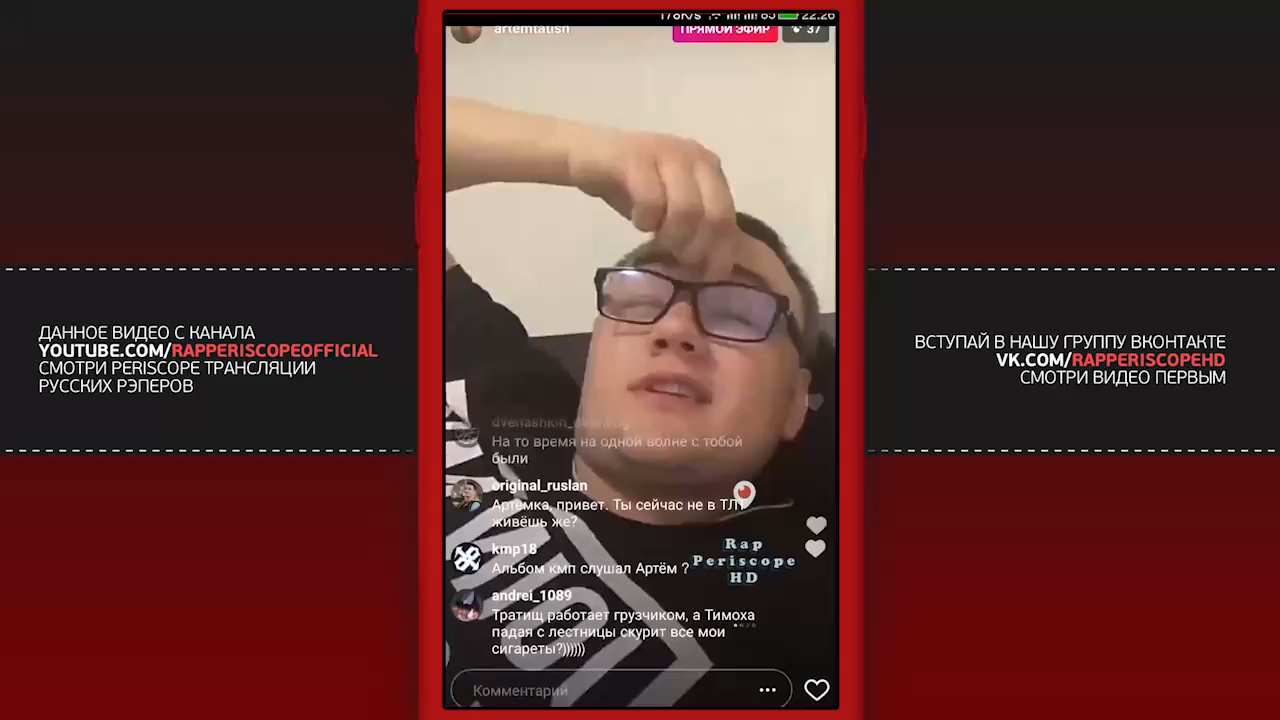 178K/s 85 22:26
artemtatish
ПРЯМОЙ ЭФИР 37
ДАННОЕ ВИДЕО С КАНАЛА
YOUTUBE.COM/RAPPERISCOPEOFFICIAL
СМОТРИ PERISCOPE ТРАНСЛЯЦИИ
РУССКИХ РЭПЕРОВ
ВСТУПАЙ В НАШУ ГРУППУ ВКОНТАКТЕ
VK.COM/RAPPERISCOPEHD
СМОТРИ ВИДЕО ПЕРВЫМ
На то время на одной волне с тобой
были
original_ruslan
Артёмка, привет. Ты сейчас не в ТЛТ
живёшь же?
kmp18
Альбом кмп слушал Артём ?
andrei_1089
Тратищ работает грузчиком, а Тимоха
падая с лестницы скурит все мои
сигареты?))))))
Rap
Periscope
HD
Комментарий